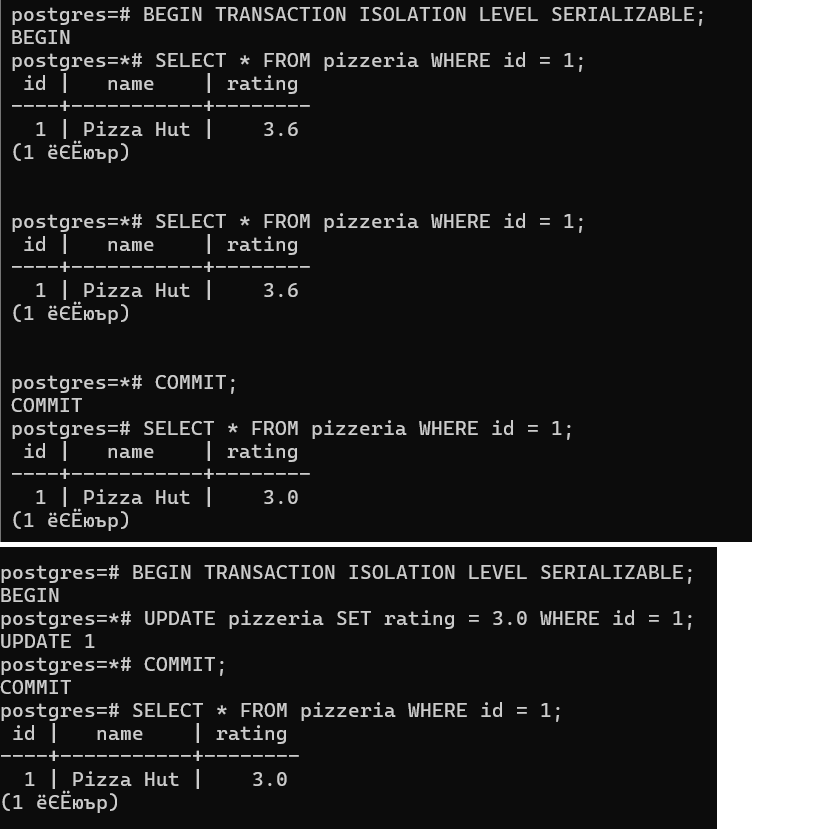 postgres=# BEGIN TRANSACTION ISOLATION LEVEL SERIALIZABLE;
BEGIN
postgres=*# SELECT * FROM pizzeria WHERE id = 1;
 id |   name    | rating
----+-----------+--------
  1 | Pizza Hut |    3.6
(1 ёЄЁюър)
postgres=*# SELECT * FROM pizzeria WHERE id = 1;
 id |   name    | rating
----+-----------+--------
  1 | Pizza Hut |    3.6
(1 ёЄЁюър)
postgres=*# COMMIT;
COMMIT
postgres=# SELECT * FROM pizzeria WHERE id = 1;
 id |   name    | rating
----+-----------+--------
  1 | Pizza Hut |    3.0
(1 ёЄЁюър)
postgres=# BEGIN TRANSACTION ISOLATION LEVEL SERIALIZABLE;
BEGIN
postgres=*# UPDATE pizzeria SET rating = 3.0 WHERE id = 1;
UPDATE 1
postgres=*# COMMIT;
COMMIT
postgres=# SELECT * FROM pizzeria WHERE id = 1;
 id |   name    | rating
----+-----------+--------
  1 | Pizza Hut |    3.0
(1 ёЄЁюър)